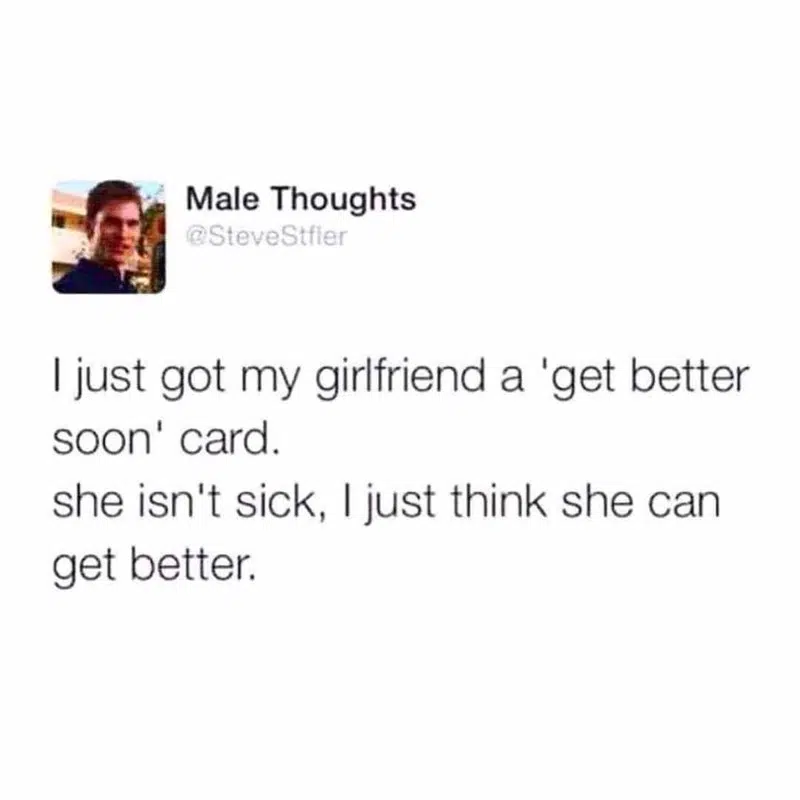 Male Thoughts
@SteveStfler
I just got my girlfriend a 'get better
soon' card.
she isn't sick, I just think she can
get better.